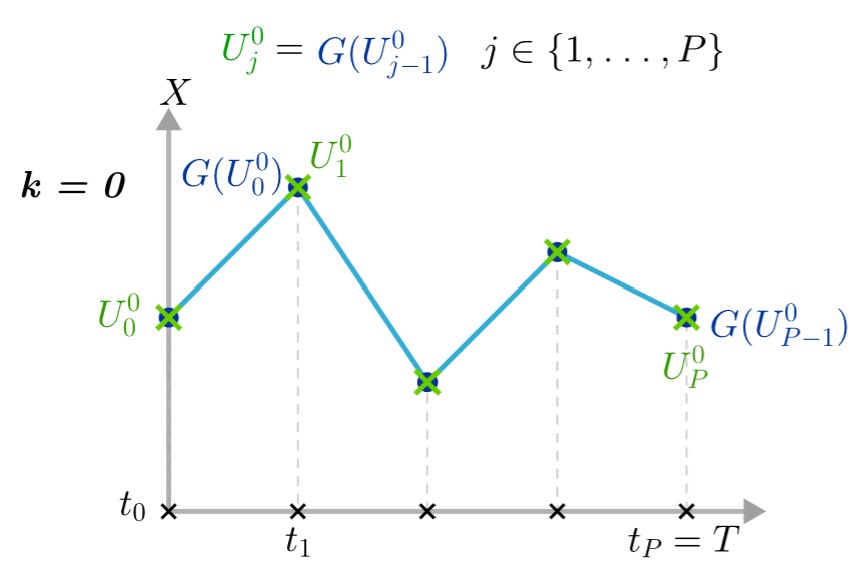 U_j^0 = G(U_{j-1}^0) j ∈ {1, . . . , P}
X
k = 0
G(U_0^0) U_1^0
U_0^0
G(U_{P-1}^0)
U_P^0
t_0
t_1
t_P = T